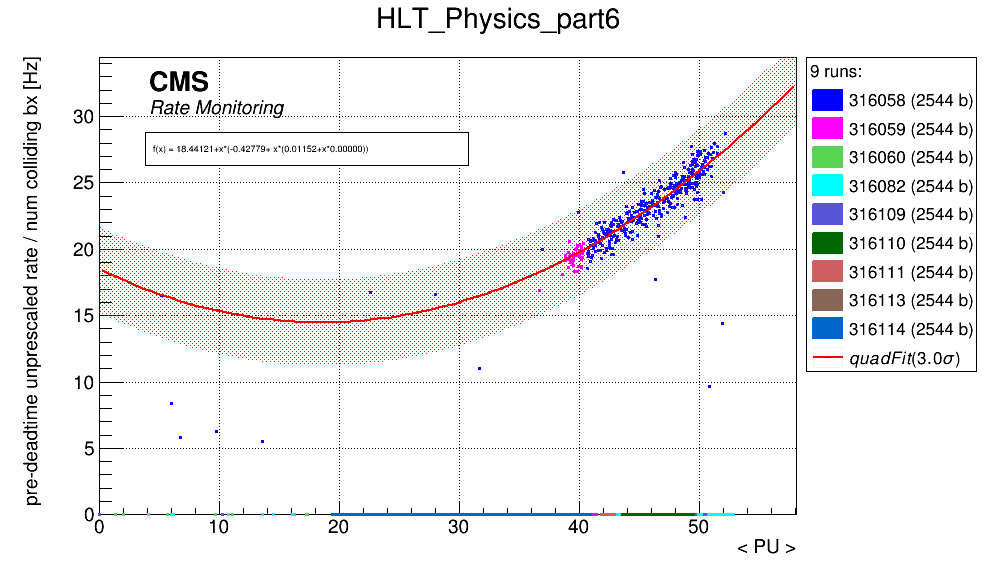 HLT_Physics_part6
pre-deadtime unprescaled rate / num colliding bx [Hz]
CMS
Rate Monitoring
f(x) = 18.44121+x*(-0.42779+ x*(0.01152+x*0.00000))
30
25
20
15
10
5
0
0 10 20 30 40 50
< PU >
9 runs:
316058 (2544 b)
316059 (2544 b)
316060 (2544 b)
316082 (2544 b)
316109 (2544 b)
316110 (2544 b)
316111 (2544 b)
316113 (2544 b)
316114 (2544 b)
quadFit(3.0σ)